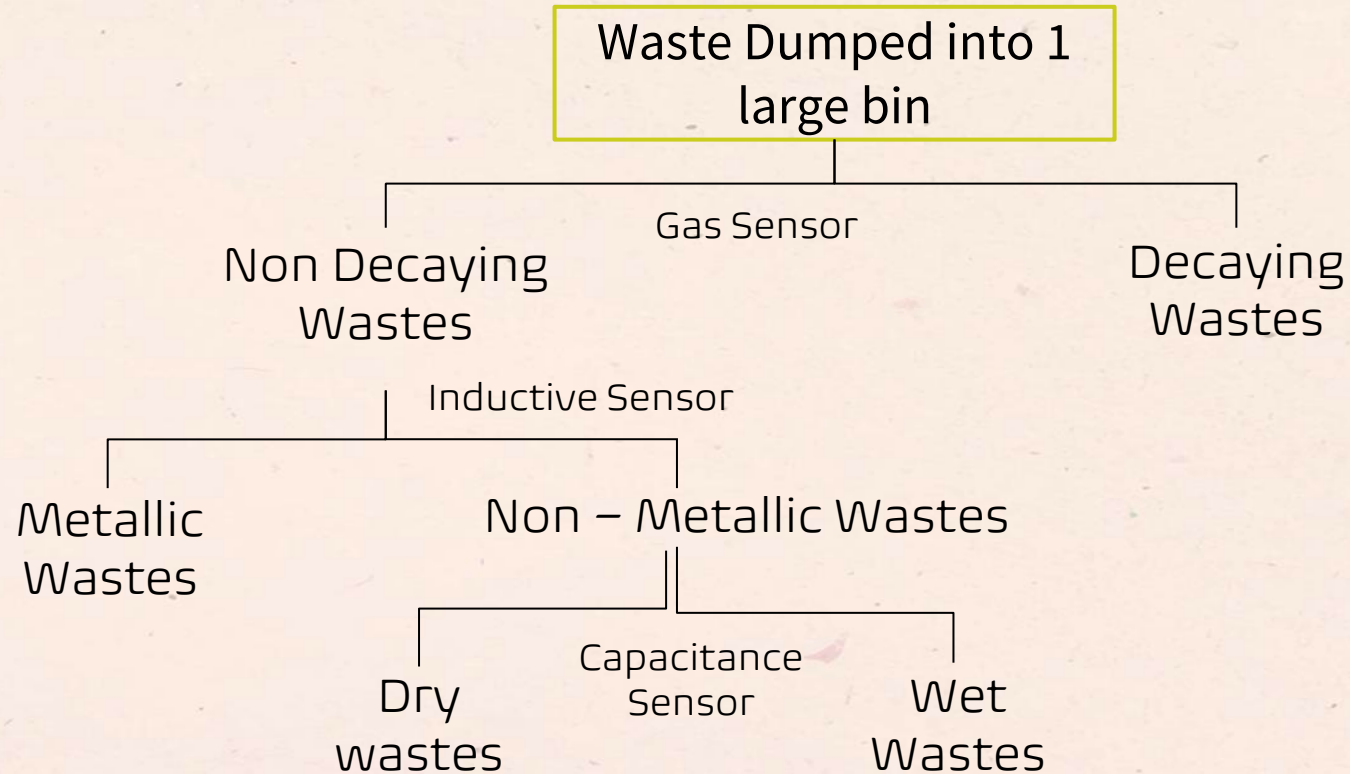 Waste Dumped into 1
large bin
Gas Sensor
Non Decaying
Wastes
Decaying
Wastes
Inductive Sensor
Metallic
Wastes
Non – Metallic Wastes
Capacitance
Sensor
Dry
wastes
Wet
Wastes